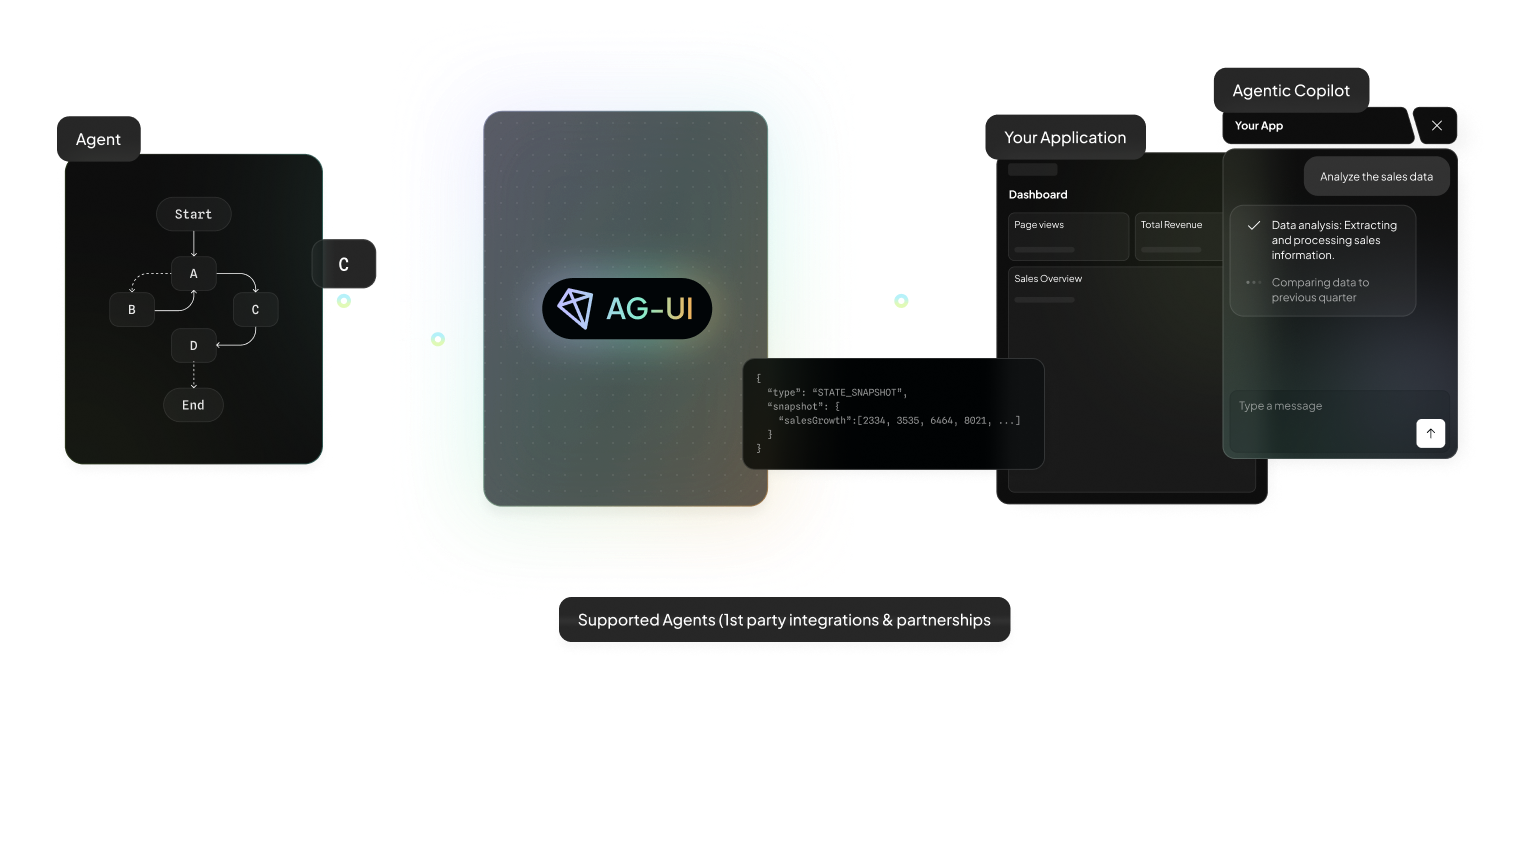 Agent
Start
A
B
C
D
End
C
AG-UI
{
“type”: “STATE_SNAPSHOT”,
“snapshot”: {
“salesGrowth”:[2334, 3535, 6464, 8021, ...]
}
}
Your Application
Dashboard
Page views
Total Revenue
Sales Overview
Agentic Copilot
Your App
Analyze the sales data
Data analysis: Extracting
and processing sales
information.
Comparing data to
previous quarter
Type a message
Supported Agents (1st party integrations & partnerships